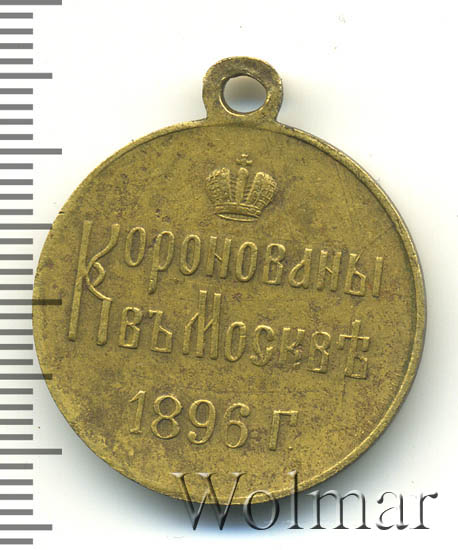 Коронованы
въ Москвѣ
1896 г.
Wolmar